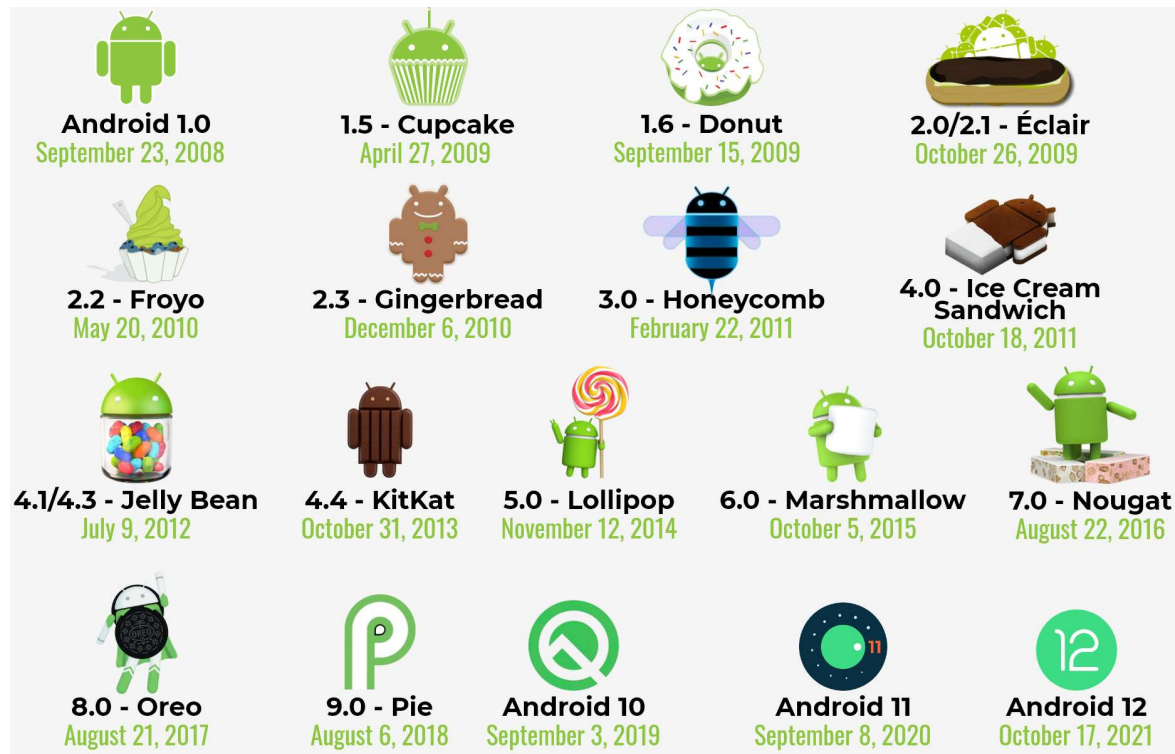 Android 1.0
September 23, 2008
1.5 - Cupcake
April 27, 2009
1.6 - Donut
September 15, 2009
2.0/2.1 - Éclair
October 26, 2009
2.2 - Froyo
May 20, 2010
2.3 - Gingerbread
December 6, 2010
3.0 - Honeycomb
February 22, 2011
4.0 - Ice Cream
Sandwich
October 18, 2011
4.1/4.3 - Jelly Bean
July 9, 2012
4.4 - KitKat
October 31, 2013
5.0 - Lollipop
November 12, 2014
6.0 - Marshmallow
October 5, 2015
7.0 - Nougat
August 22, 2016
OREO
8.0 - Oreo
August 21, 2017
9.0 - Pie
August 6, 2018
Android 10
September 3, 2019
11
Android 11
September 8, 2020
12
Android 12
October 17, 2021